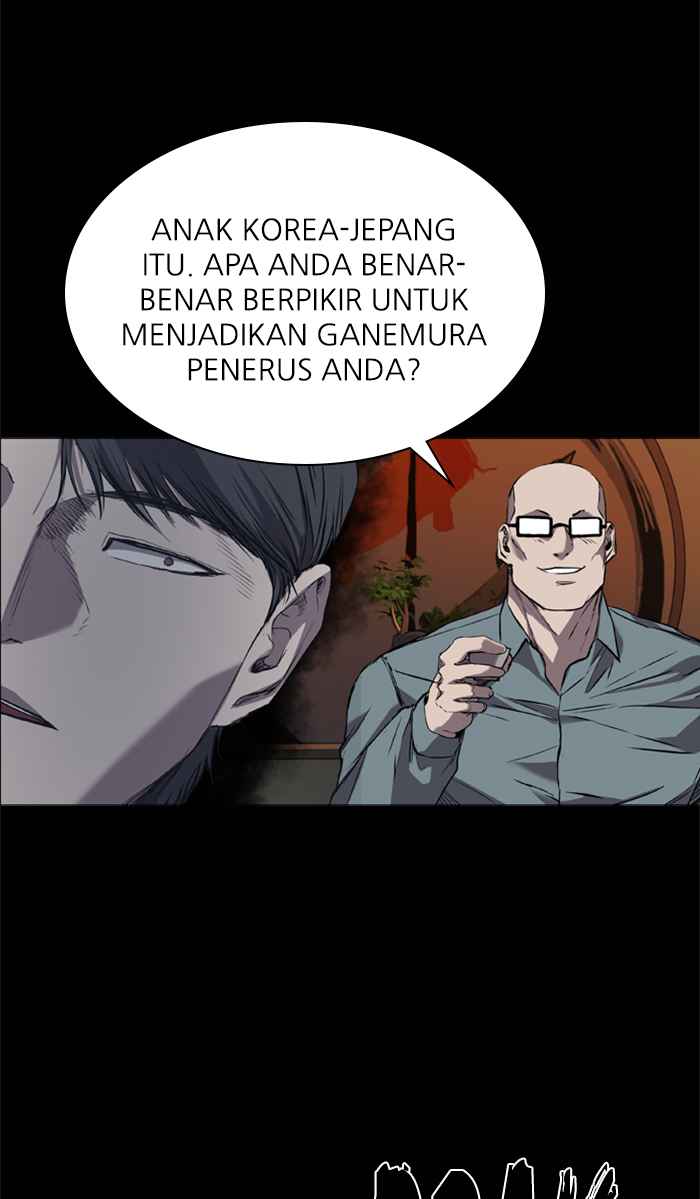 ANAK KOREA-JEPANG
ITU. APA ANDA BENAR-
BENAR BERPIKIR UNTUK
MENJADIKAN GANEMURA
PENERUS ANDA?